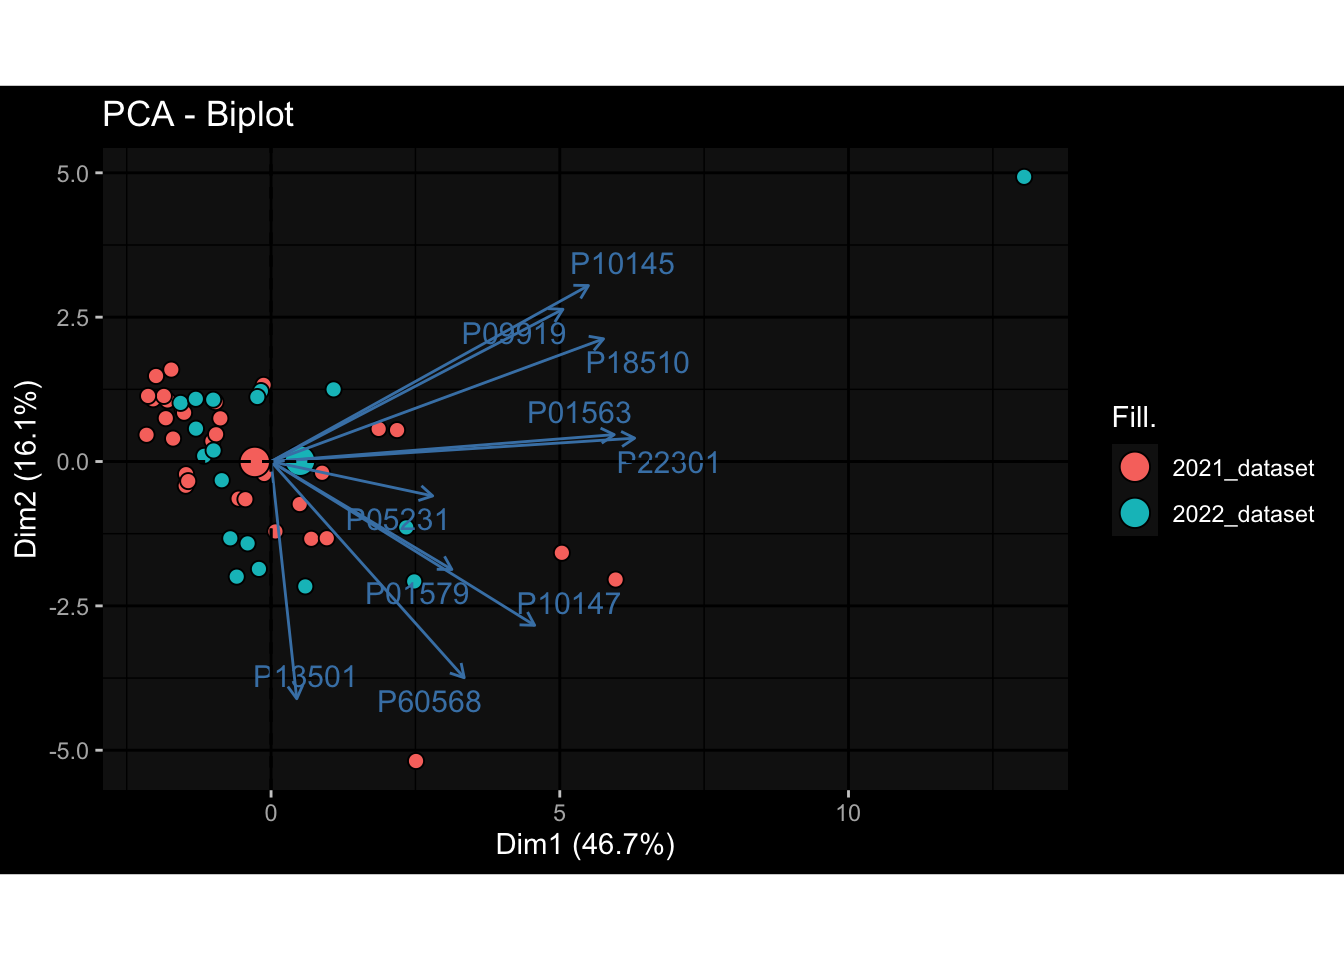 PCA - Biplot
5.0
2.5
0.0
-2.5
-5.0
Dim2 (16.1%)
P10145
P09919
P18510
P01563
P22301
P05231
P01579
P10147
P13501
P60568
0
5
10
Dim1 (46.7%)
Fill.
2021_dataset
2022_dataset